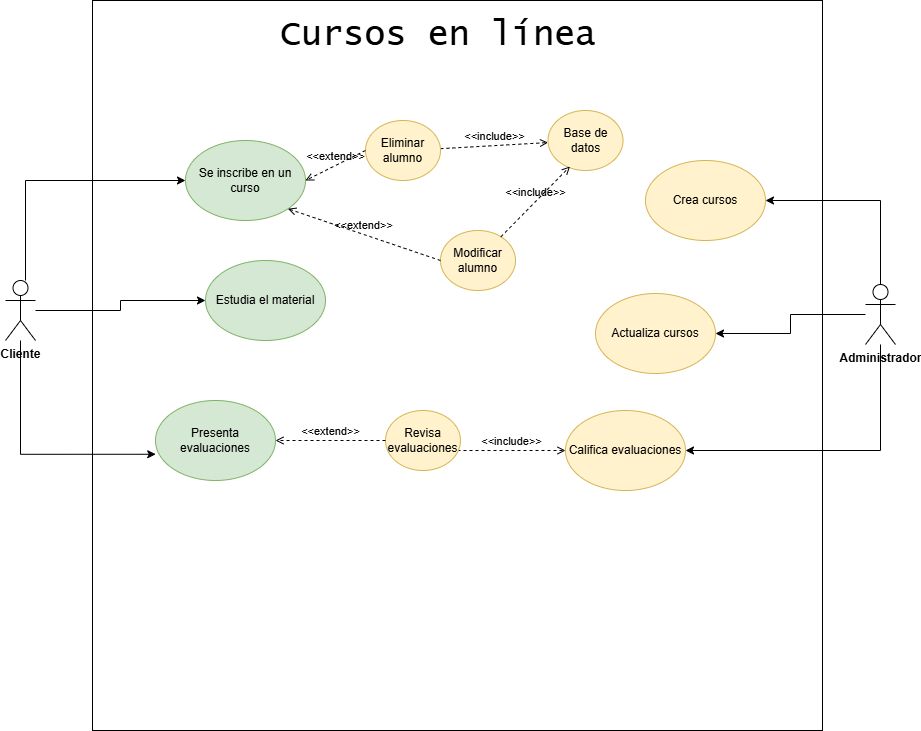 Cursos en línea
Eliminar
alumno
<<include>>
Base de
datos
<<extend>>
Se inscribe en un
curso
<<include>>
Crea cursos
<<extend>>
Modificar
alumno
Estudia el material
Actualiza cursos
Cliente
Administrador
Presenta
evaluaciones
<<extend>>
Revisa
evaluaciones
<<include>>
Califica evaluaciones